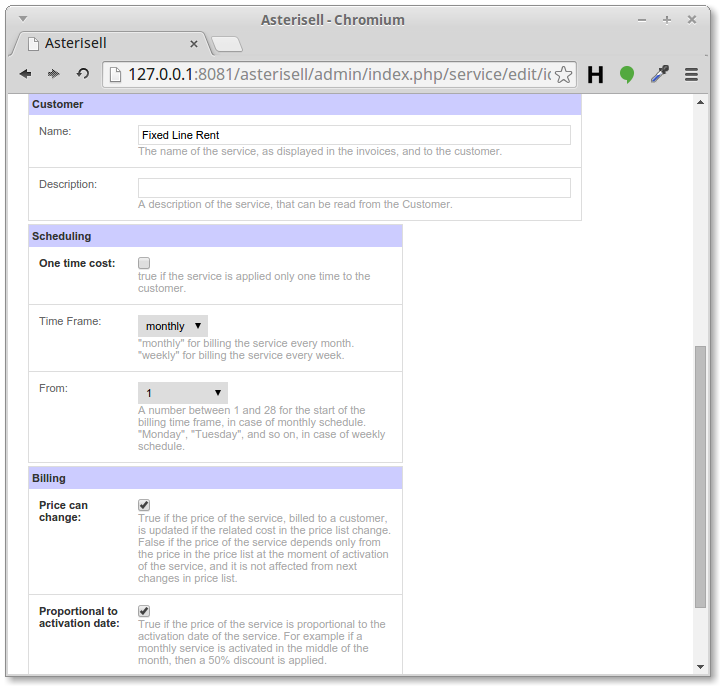 Asterisell - Chromium
Asterisell
127.0.0.1:8081/asterisell/admin/index.php/service/edit/ic
H
Customer
Name:
Fixed Line Rent
The name of the service, as displayed in the invoices, and to the customer.
Description:
A description of the service, that can be read from the Customer.
Scheduling
One time cost:
true if the service is applied only one time to the
customer.
Time Frame:
monthly
"monthly" for billing the service every month.
"weekly" for billing the service every week.
From:
1
A number between 1 and 28 for the start of the
billing time frame, in case of monthly schedule.
"Monday", "Tuesday", and so on, in case of weekly
schedule.
Billing
Price can
change:
True if the price of the service, billed to a customer,
is updated if the related cost in the price list change.
False if the price of the service depends only from
the price in the price list at the moment of activation
of the service, and it is not affected from next
changes in price list.
Proportional to
activation date:
True if the price of the service is proportional to the
activation date of the service. For example if a
monthly service is activated in the middle of the
month, then a 50% discount is applied.